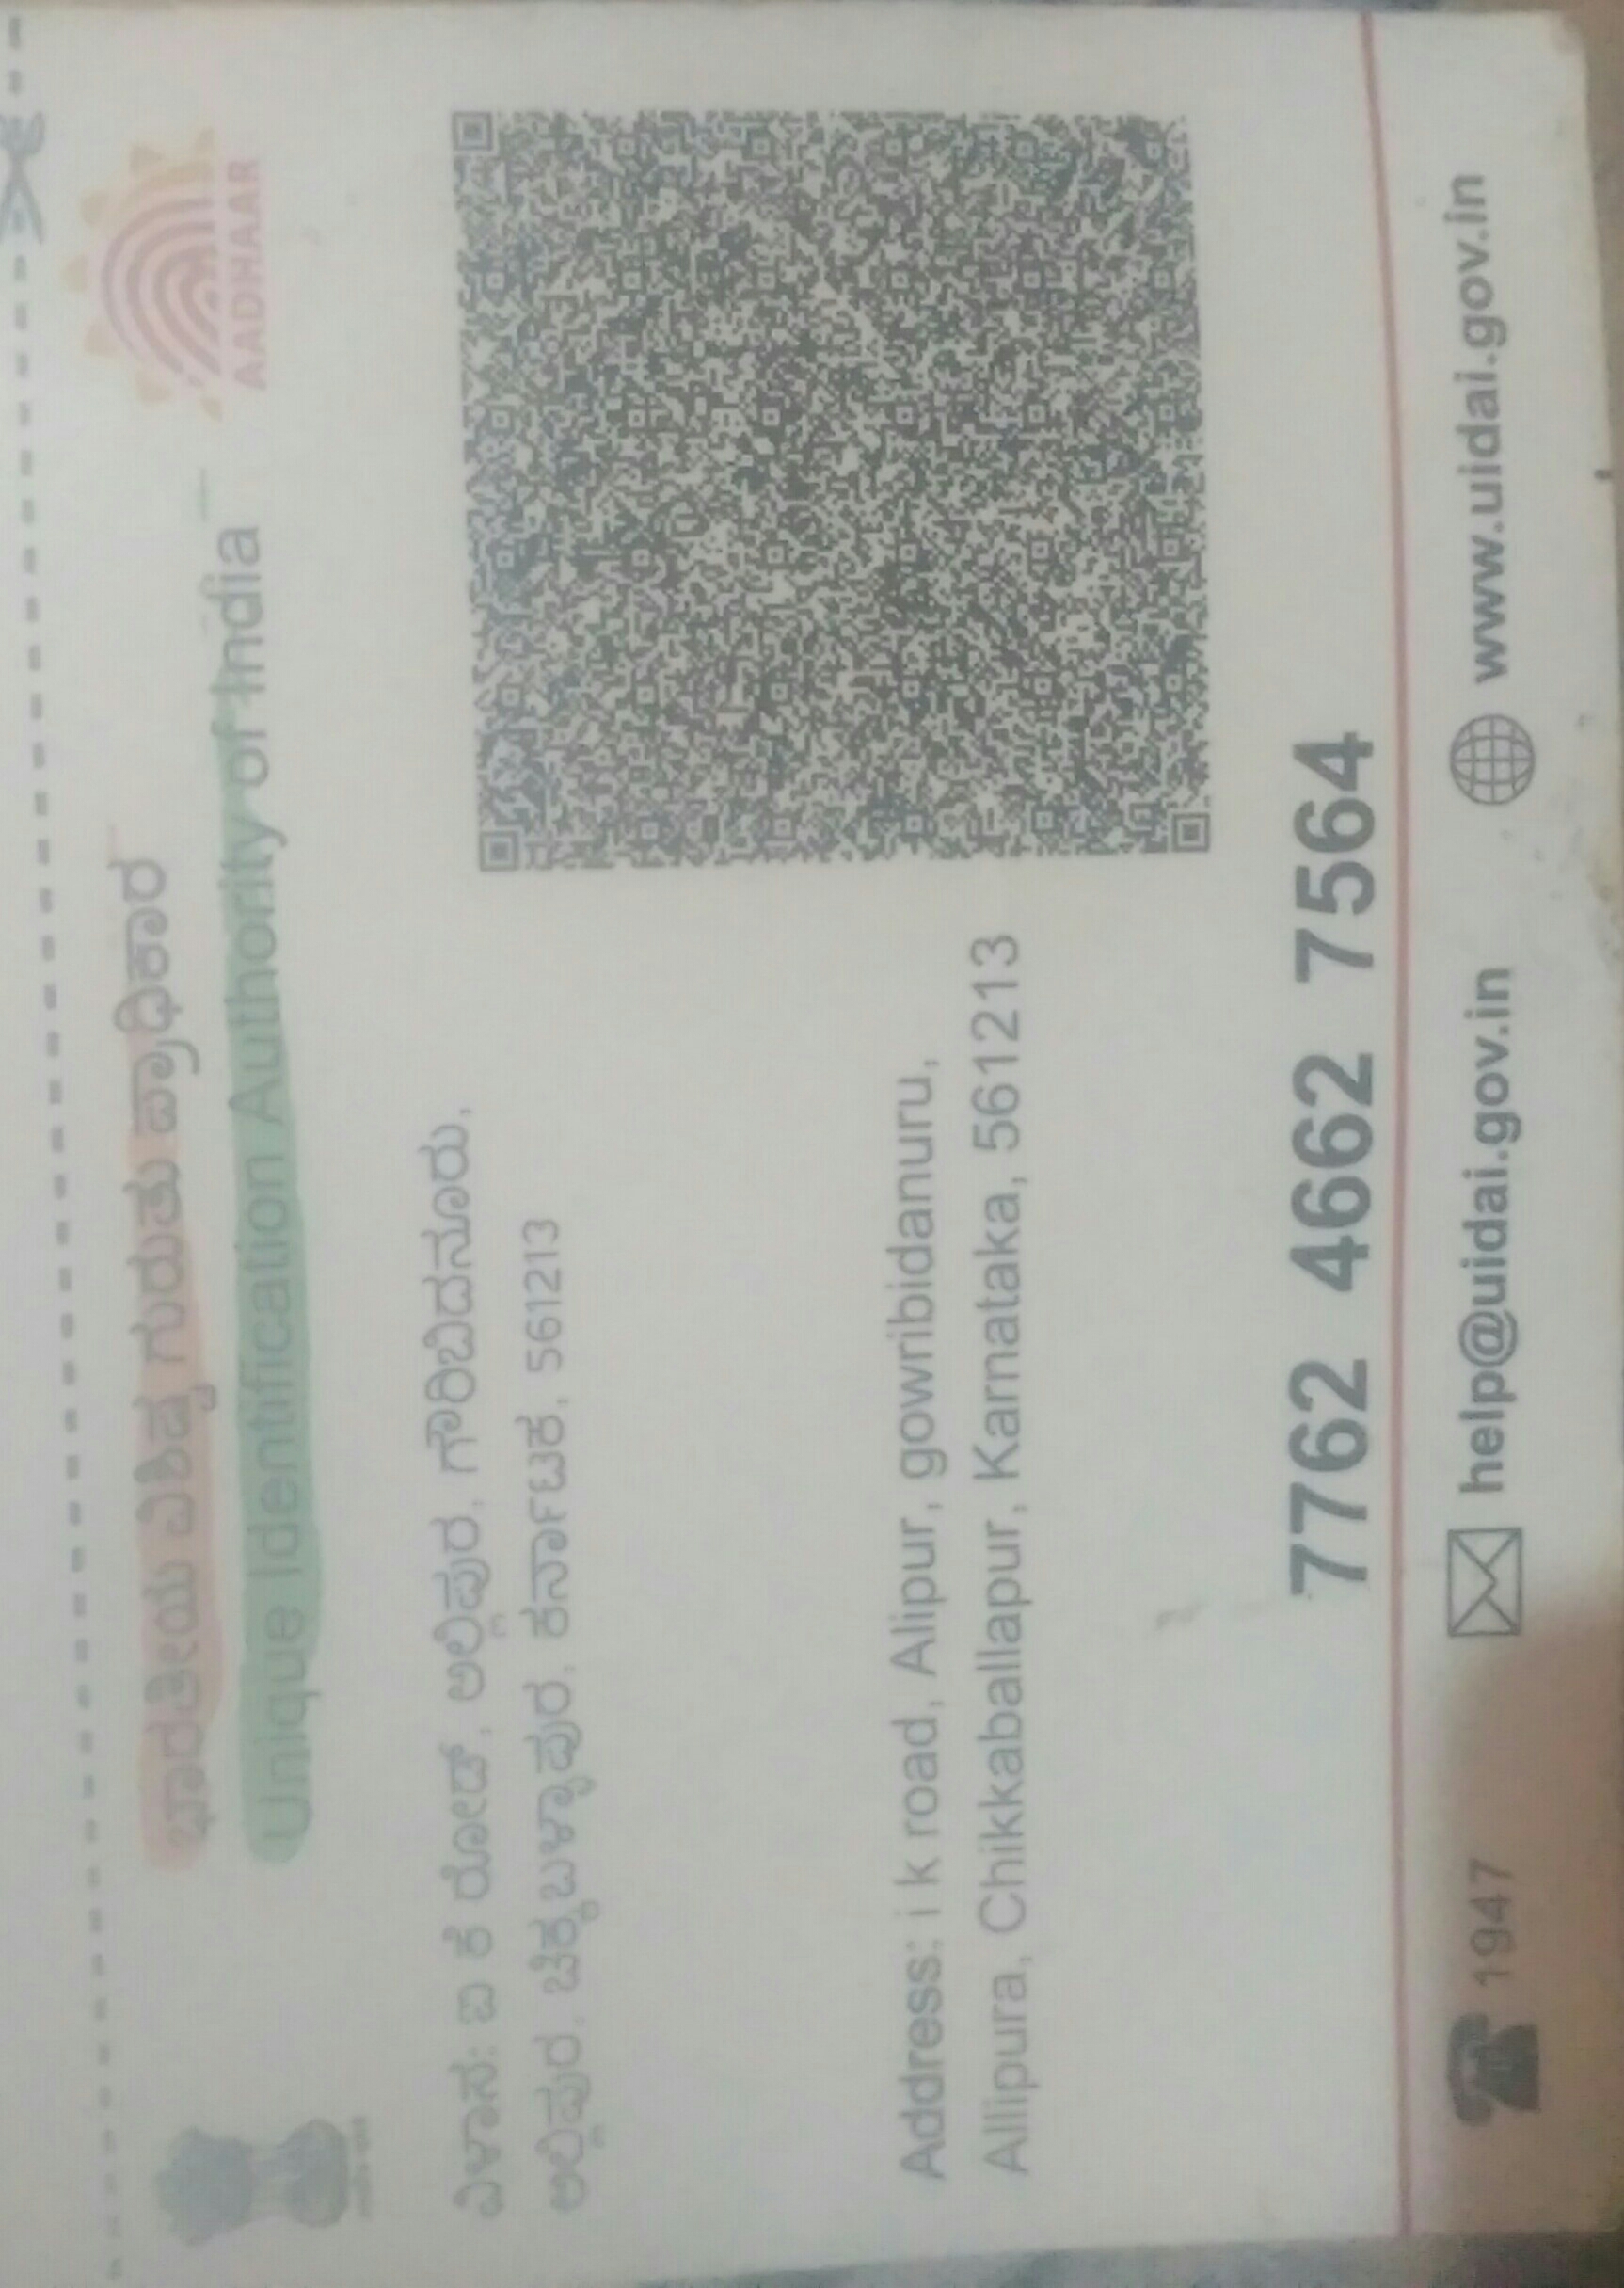 ಭಾರತೀಯ ವಿಶಿಷ್ಟ ಗುರುತು ಪ್ರಾಧಿಕಾರ
Unique Identification Authority of India
AADHAAR
ವಿಳಾಸ: ಐ ಕೆ ರೋಡ್, ಅಲ್ಲಿಪುರ, ಗೌರಿಬಿದನೂರು,
ಅಲ್ಲಿಪುರ, ಚಿಕ್ಕಬಳ್ಳಾಪುರ, ಕರ್ನಾಟಕ, 561213
Address: i k road, Alipur, gowribidanuru,
Allipura, Chikkaballapur, Karnataka, 561213
7762 4662 7564
1947 help@uidai.gov.in www.uidai.gov.in